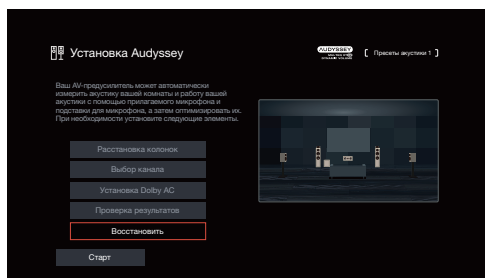 Установка Audyssey
AUDYSSEY
[ Пресеты акустики 1 ]
Ваш AV-предусилитель может автоматически
измерить акустику вашей комнаты и работу вашей
акустики с помощью прилагаемого микрофона и
подставки для микрофона, а затем оптимизировать их.
При необходимости установите следующие элементы.
Расстановка колонок
Выбор канала
Установка Dolby AC
Проверка результатов
Восстановить
Старт